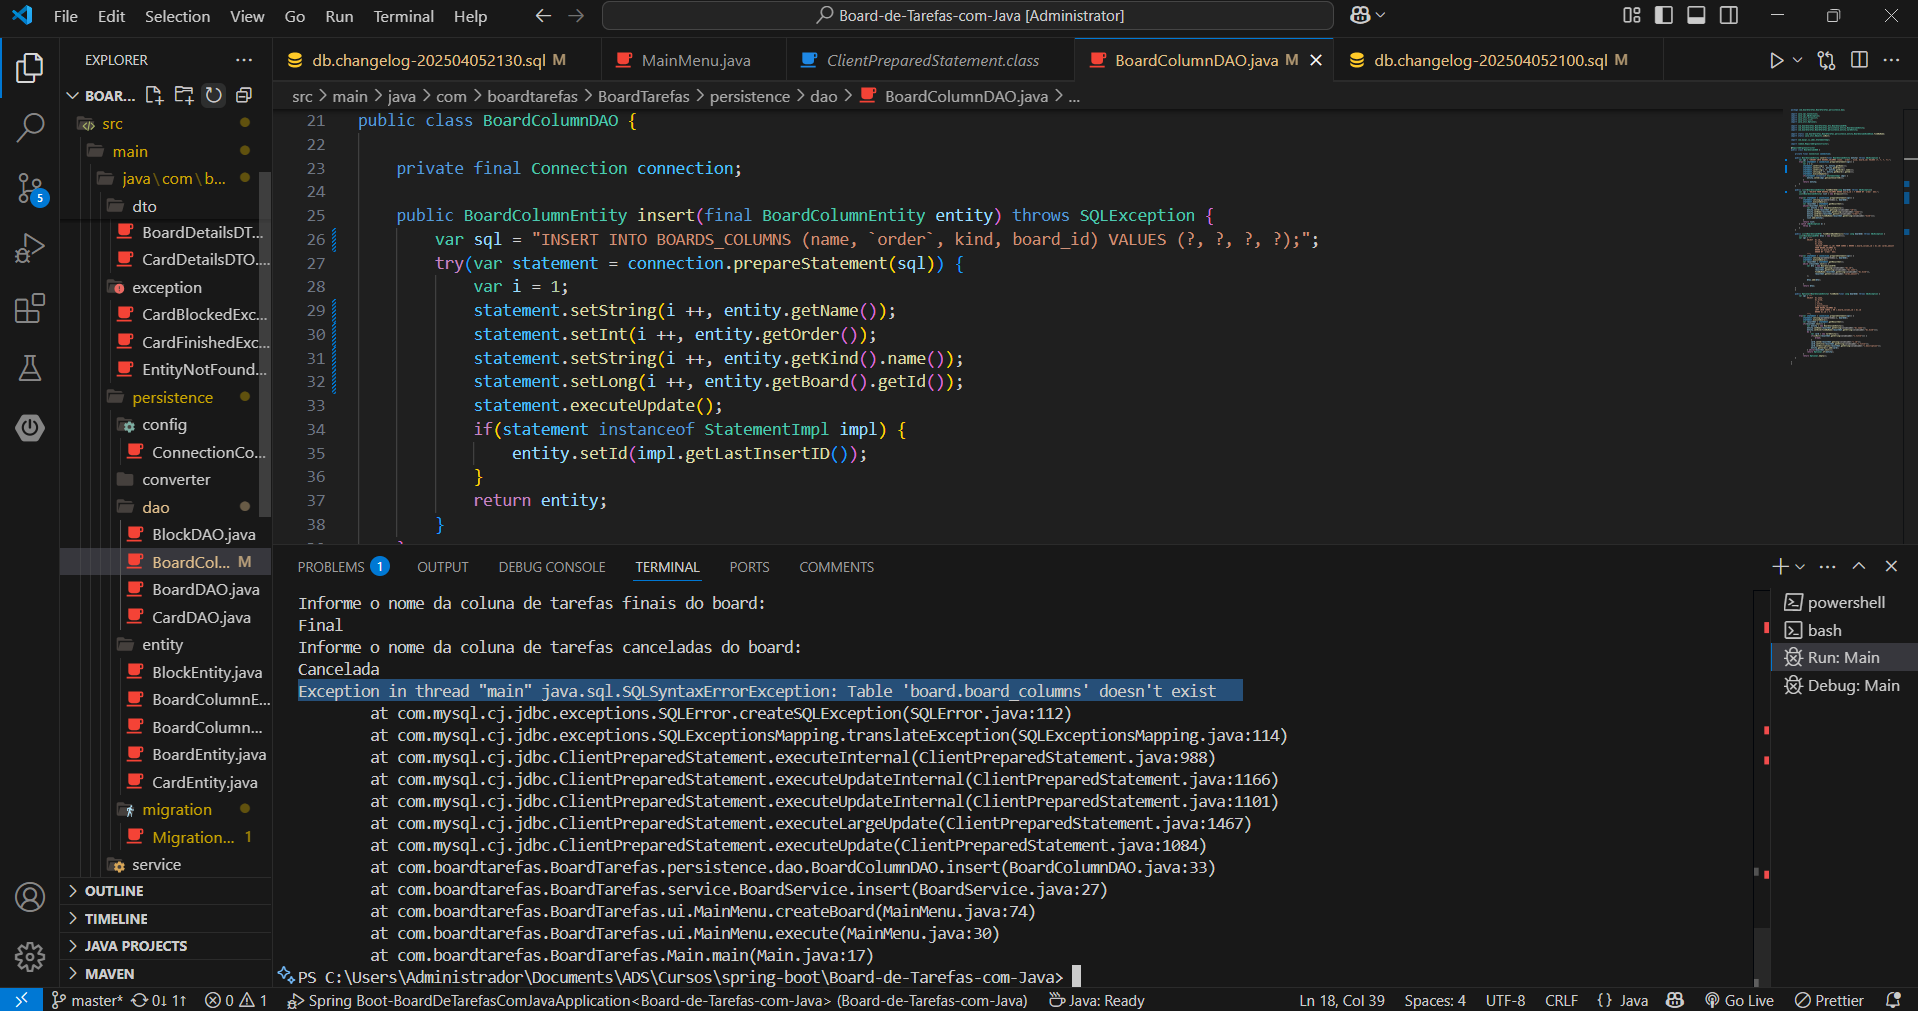 File Edit Selection View Go Run Terminal Help
Board-de-Tarefas-com-Java [Administrator]
EXPLORER
db.changelog-202504052130.sql M
MainMenu.java
ClientPreparedStatement.class
BoardColumnDAO.java M
db.changelog-202504052100.sql M
BOAR...
src > main > java > com > boardtarefas > BoardTarefas > persistence > dao > BoardColumnDAO.java > ...
src
main
java\com\b...
dto
BoardDetailsDT...
CardDetailsDTO....
exception
CardBlockedExc...
CardFinishedExc...
EntityNotFound...
persistence
config
ConnectionCo...
converter
dao
BlockDAO.java
BoardCol... M
BoardDAO.java
CardDAO.java
entity
BlockEntity.java
BoardColumnE...
BoardColumn...
BoardEntity.java
CardEntity.java
migration
Migration... 1
service
OUTLINE
TIMELINE
JAVA PROJECTS
MAVEN
5
21 public class BoardColumnDAO {
22
23 private final Connection connection;
24
25 public BoardColumnEntity insert(final BoardColumnEntity entity) throws SQLException {
26 var sql = "INSERT INTO BOARDS_COLUMNS (name, `order`, kind, board_id) VALUES (?, ?, ?, ?);";
27 try(var statement = connection.prepareStatement(sql)) {
28 var i = 1;
29 statement.setString(i ++, entity.getName());
30 statement.setInt(i ++, entity.getOrder());
31 statement.setString(i ++, entity.getKind().name());
32 statement.setLong(i ++, entity.getBoard().getId());
33 statement.executeUpdate();
34 if(statement instanceof StatementImpl impl) {
35 entity.setId(impl.getLastInsertID());
36 }
37 return entity;
38 }
PROBLEMS 1 OUTPUT DEBUG CONSOLE TERMINAL PORTS COMMENTS
Informe o nome da coluna de tarefas finais do board:
Final
Informe o nome da coluna de tarefas canceladas do board:
Cancelada
Exception in thread "main" java.sql.SQLSyntaxErrorException: Table 'board.board_columns' doesn't exist
at com.mysql.cj.jdbc.exceptions.SQLError.createSQLException(SQLError.java:112)
at com.mysql.cj.jdbc.exceptions.SQLExceptionsMapping.translateException(SQLExceptionsMapping.java:114)
at com.mysql.cj.jdbc.ClientPreparedStatement.executeInternal(ClientPreparedStatement.java:988)
at com.mysql.cj.jdbc.ClientPreparedStatement.executeUpdateInternal(ClientPreparedStatement.java:1166)
at com.mysql.cj.jdbc.ClientPreparedStatement.executeUpdateInternal(ClientPreparedStatement.java:1101)
at com.mysql.cj.jdbc.ClientPreparedStatement.executeLargeUpdate(ClientPreparedStatement.java:1467)
at com.mysql.cj.jdbc.ClientPreparedStatement.executeUpdate(ClientPreparedStatement.java:1084)
at com.boardtarefas.BoardTarefas.persistence.dao.BoardColumnDAO.insert(BoardColumnDAO.java:33)
at com.boardtarefas.BoardTarefas.service.BoardService.insert(BoardService.java:27)
at com.boardtarefas.BoardTarefas.ui.MainMenu.createBoard(MainMenu.java:74)
at com.boardtarefas.BoardTarefas.ui.MainMenu.execute(MainMenu.java:30)
at com.boardtarefas.BoardTarefas.Main.main(Main.java:17)
PS C:\Users\Administrador\Documents\ADS\Cursos\spring-boot\Board-de-Tarefas-com-Java>
powershell
bash
Run: Main
Debug: Main
master* 0↓ 1↑ 0 1 Spring Boot-BoardDeTarefasComJavaApplication<Board-de-Tarefas-com-Java> (Board-de-Tarefas-com-Java) Java: Ready Ln 18, Col 39 Spaces: 4 UTF-8 CRLF {} Java Go Live Prettier